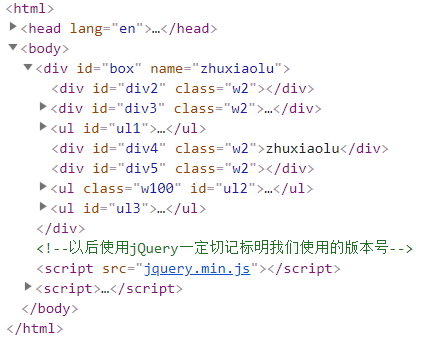 <html>
<head lang="en">…</head>
<body>
<div id="box" name="zhuxiaolu">
<div id="div2" class="w2"></div>
<div id="div3" class="w2">…</div>
<ul id="ul1">…</ul>
<div id="div4" class="w2">zhuxiaolu</div>
<div id="div5" class="w2"></div>
<ul class="w100" id="ul2">…</ul>
<ul id="ul3">…</ul>
</div>
<!--以后使用jQuery一定切记标明我们使用的版本号-->
<script src="jquery.min.js"></script>
<script>…</script>
</body>
</html>